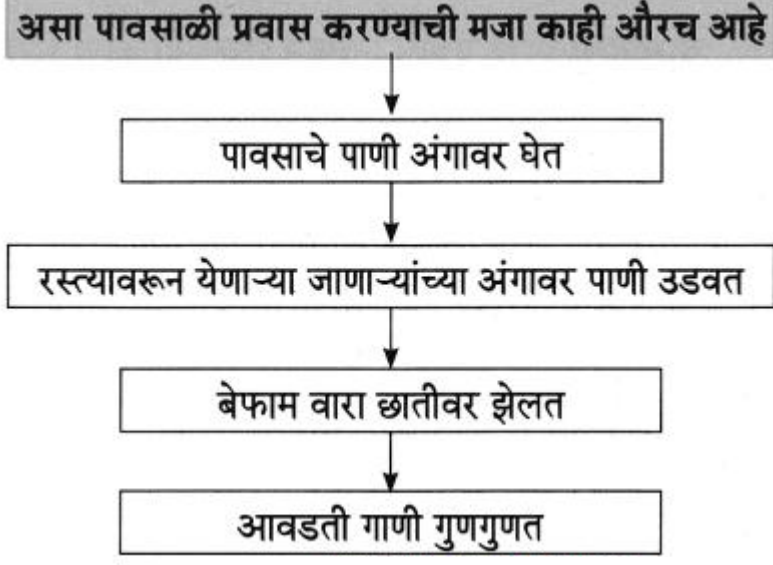 असा पावसाळी प्रवास करण्याची मजा काही औरच आहे
पावसाचे पाणी अंगावर घेत
रस्त्यावरून येणाऱ्या जाणाऱ्यांच्या अंगावर पाणी उडवत
बेफाम वारा छातीवर झेलत
आवडती गाणी गुणगुणत